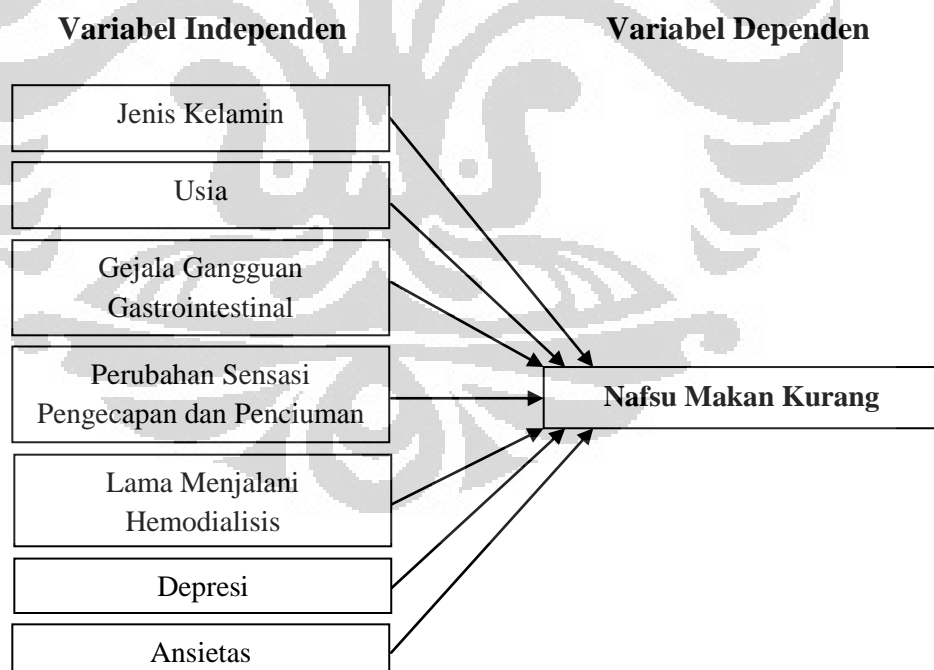 Variabel Independen
Variabel Dependen
Jenis Kelamin
Usia
Gejala Gangguan
Gastrointestinal
Perubahan Sensasi
Pengecapan dan Penciuman
Lama Menjalani
Hemodialisis
Depresi
Ansietas
Nafsu Makan Kurang